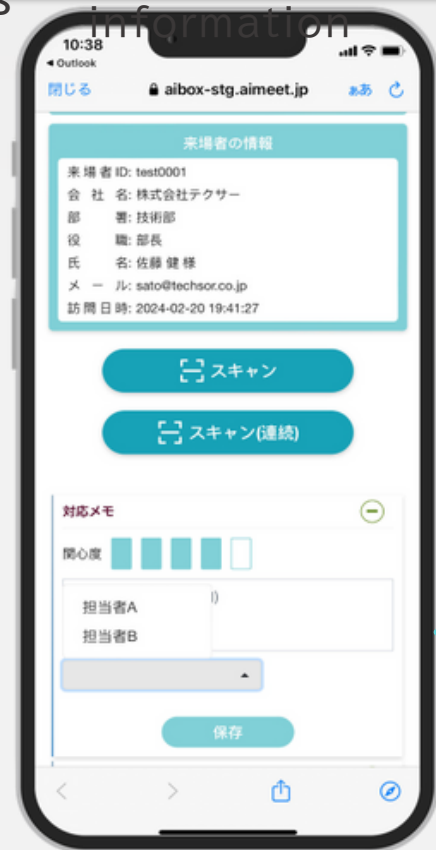 s
information
10:38
◀ Outlook
閉じる
aibox-stg.aimeet.jp
ああ
来場者の情報
来場者ID: test0001
会社名: 株式会社テクサー
部署: 技術部
役職: 部長
氏名: 佐藤 健 様
メール: sato@techsor.co.jp
訪問日時: 2024-02-20 19:41:27
スキャン
スキャン(連続)
対応メモ
関心度
担当者A
担当者B
保存